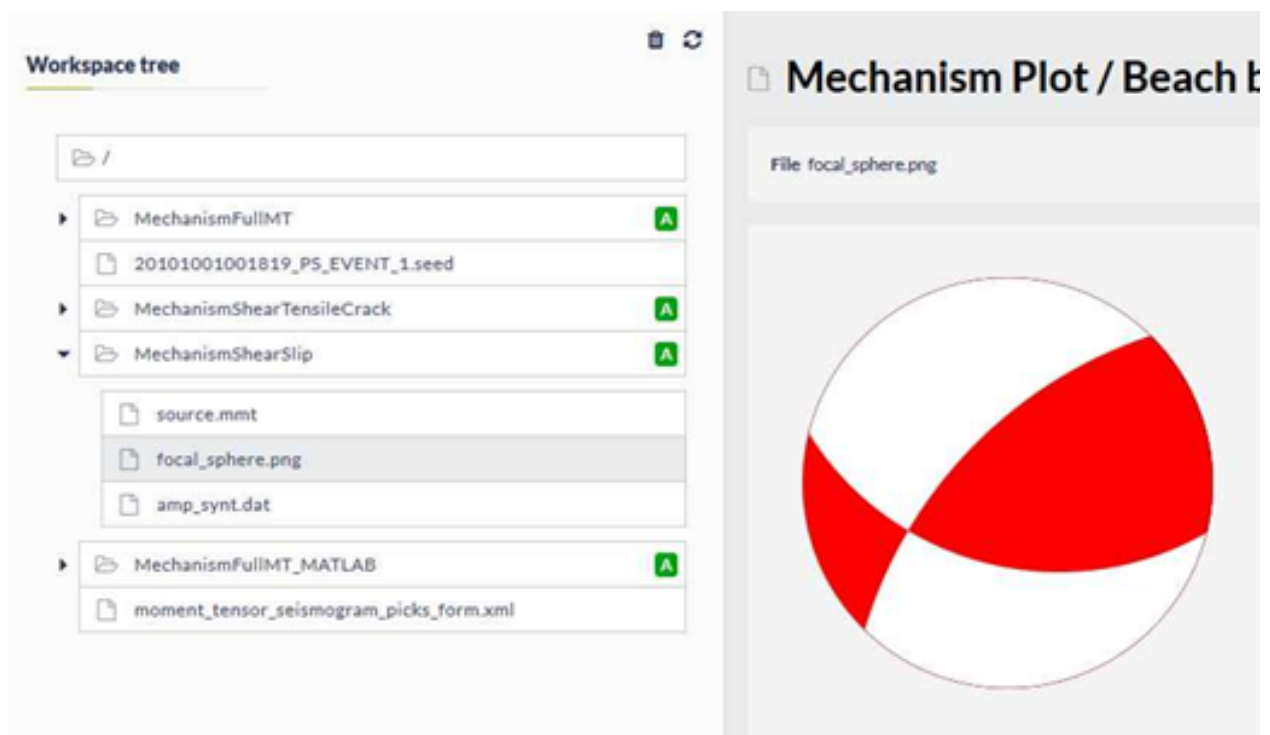 Workspace tree
/
MechanismFullMT A
20101001001819_PS_EVENT_1.seed
MechanismShearTensileCrack A
MechanismShearSlip A
source.mmt
focal_sphere.png
amp_synt.dat
MechanismFullMT_MATLAB A
moment_tensor_seismogram_picks_form.xml
Mechanism Plot / Beach b
File focal_sphere.png